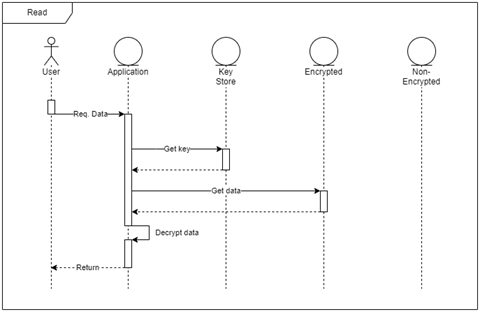 Read
User
Application
Key
Store
Encrypted
Non-
Encrypted
Req. Data
Get key
Get data
Decrypt data
Return